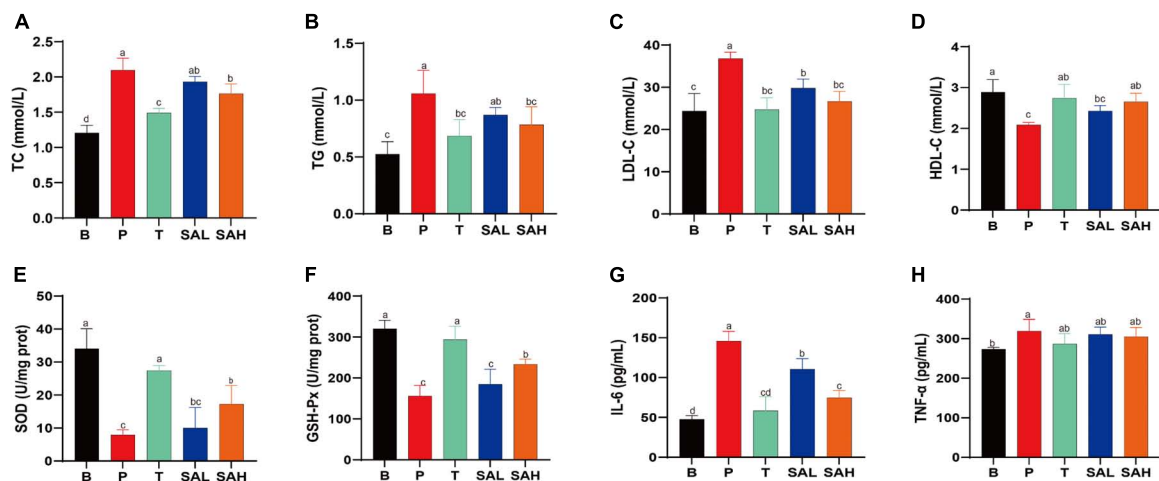 A
TC (mmol/L)
2.5
2.0
1.5
1.0
0.5
0.0
d
a
c
ab
b
B P T SAL SAH
B
TG (mmol/L)
1.5
1.0
0.5
0.0
c
a
bc
ab
bc
B P T SAL SAH
C
LDL-C (mmol/L)
40
30
20
10
0
c
a
bc
b
bc
B P T SAL SAH
D
HDL-C (mmol/L)
4
3
2
1
0
a
c
ab
bc
ab
B P T SAL SAH
E
SOD (U/mg prot)
50
40
30
20
10
0
a
c
a
bc
b
B P T SAL SAH
F
GSH-Px (U/mg prot)
400
300
200
100
0
a
c
a
c
b
B P T SAL SAH
G
IL-6 (pg/mL)
200
150
100
50
0
d
a
cd
b
c
B P T SAL SAH
H
TNF-α (pg/mL)
400
300
200
100
0
b
a
ab
ab
ab
B P T SAL SAH